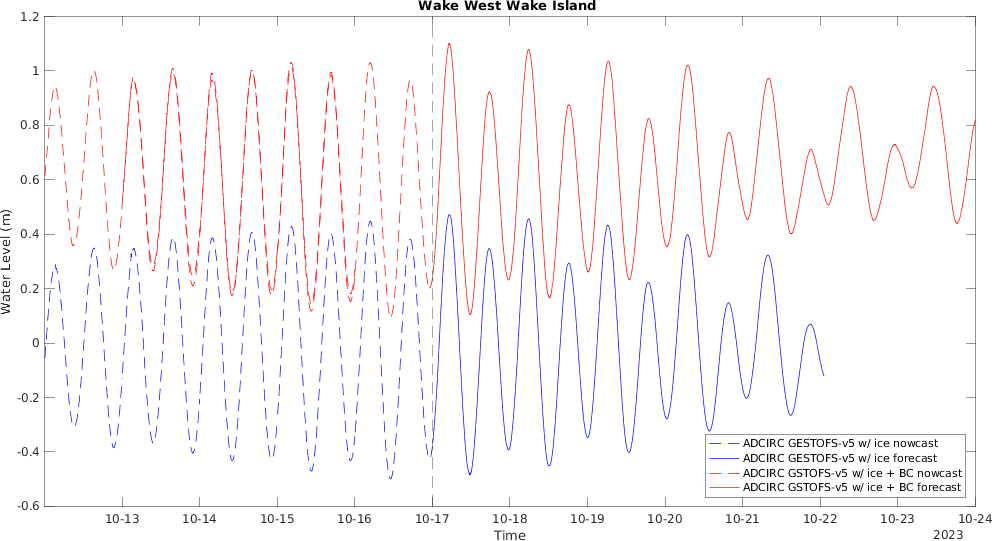 Wake West Wake Island
Water Level (m)
1.2
1
0.8
0.6
0.4
0.2
0
-0.2
-0.4
-0.6
ADCIRC GESTOFS-v5 w/ ice nowcast
ADCIRC GESTOFS-v5 w/ ice forecast
ADCIRC GSTOFS-v5 w/ ice + BC nowcast
ADCIRC GSTOFS-v5 w/ ice + BC forecast
10-13 10-14 10-15 10-16 10-17 10-18 10-19 10-20 10-21 10-22 10-23 10-24
Time
2023